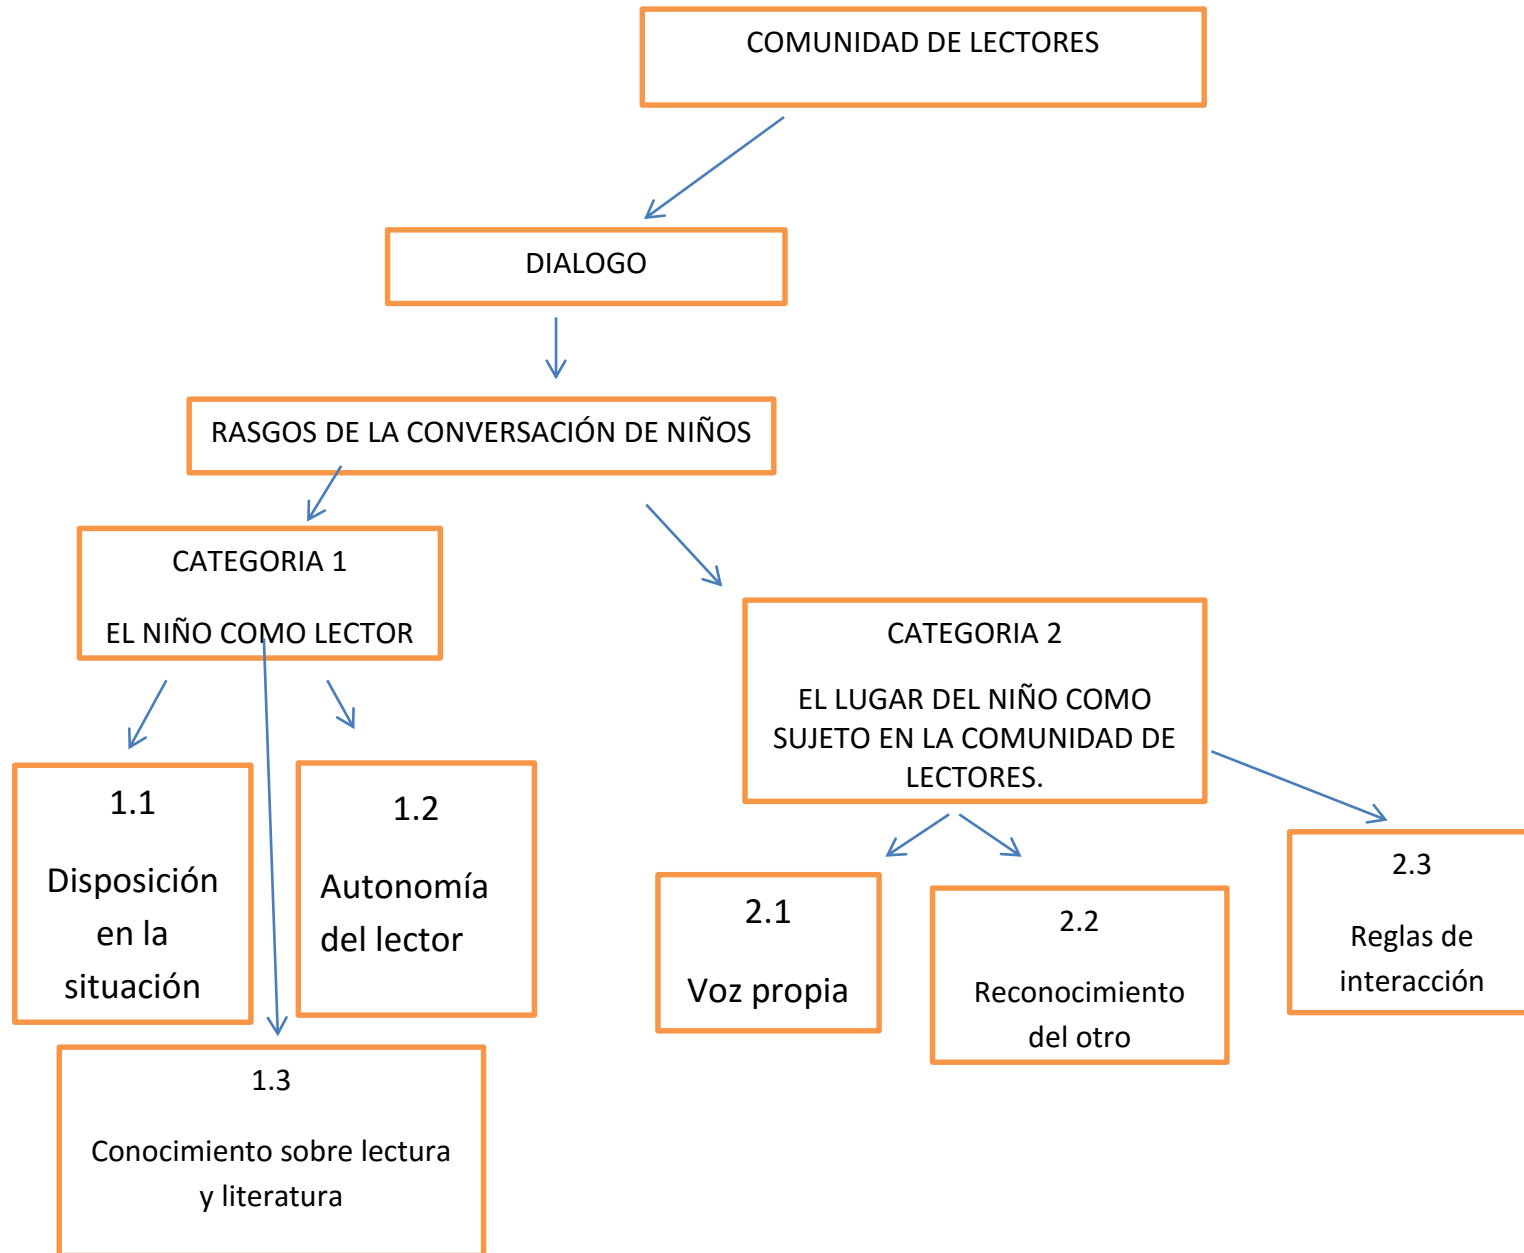 COMUNIDAD DE LECTORES
DIALOGO
RASGOS DE LA CONVERSACIÓN DE NIÑOS
CATEGORIA 1
EL NIÑO COMO LECTOR
CATEGORIA 2
EL LUGAR DEL NIÑO COMO
SUJETO EN LA COMUNIDAD DE
LECTORES.
1.1
Disposición
en la
situación
1.2
Autonomía
del lector
1.3
Conocimiento sobre lectura
y literatura
2.1
Voz propia
2.2
Reconocimiento
del otro
2.3
Reglas de
interacción